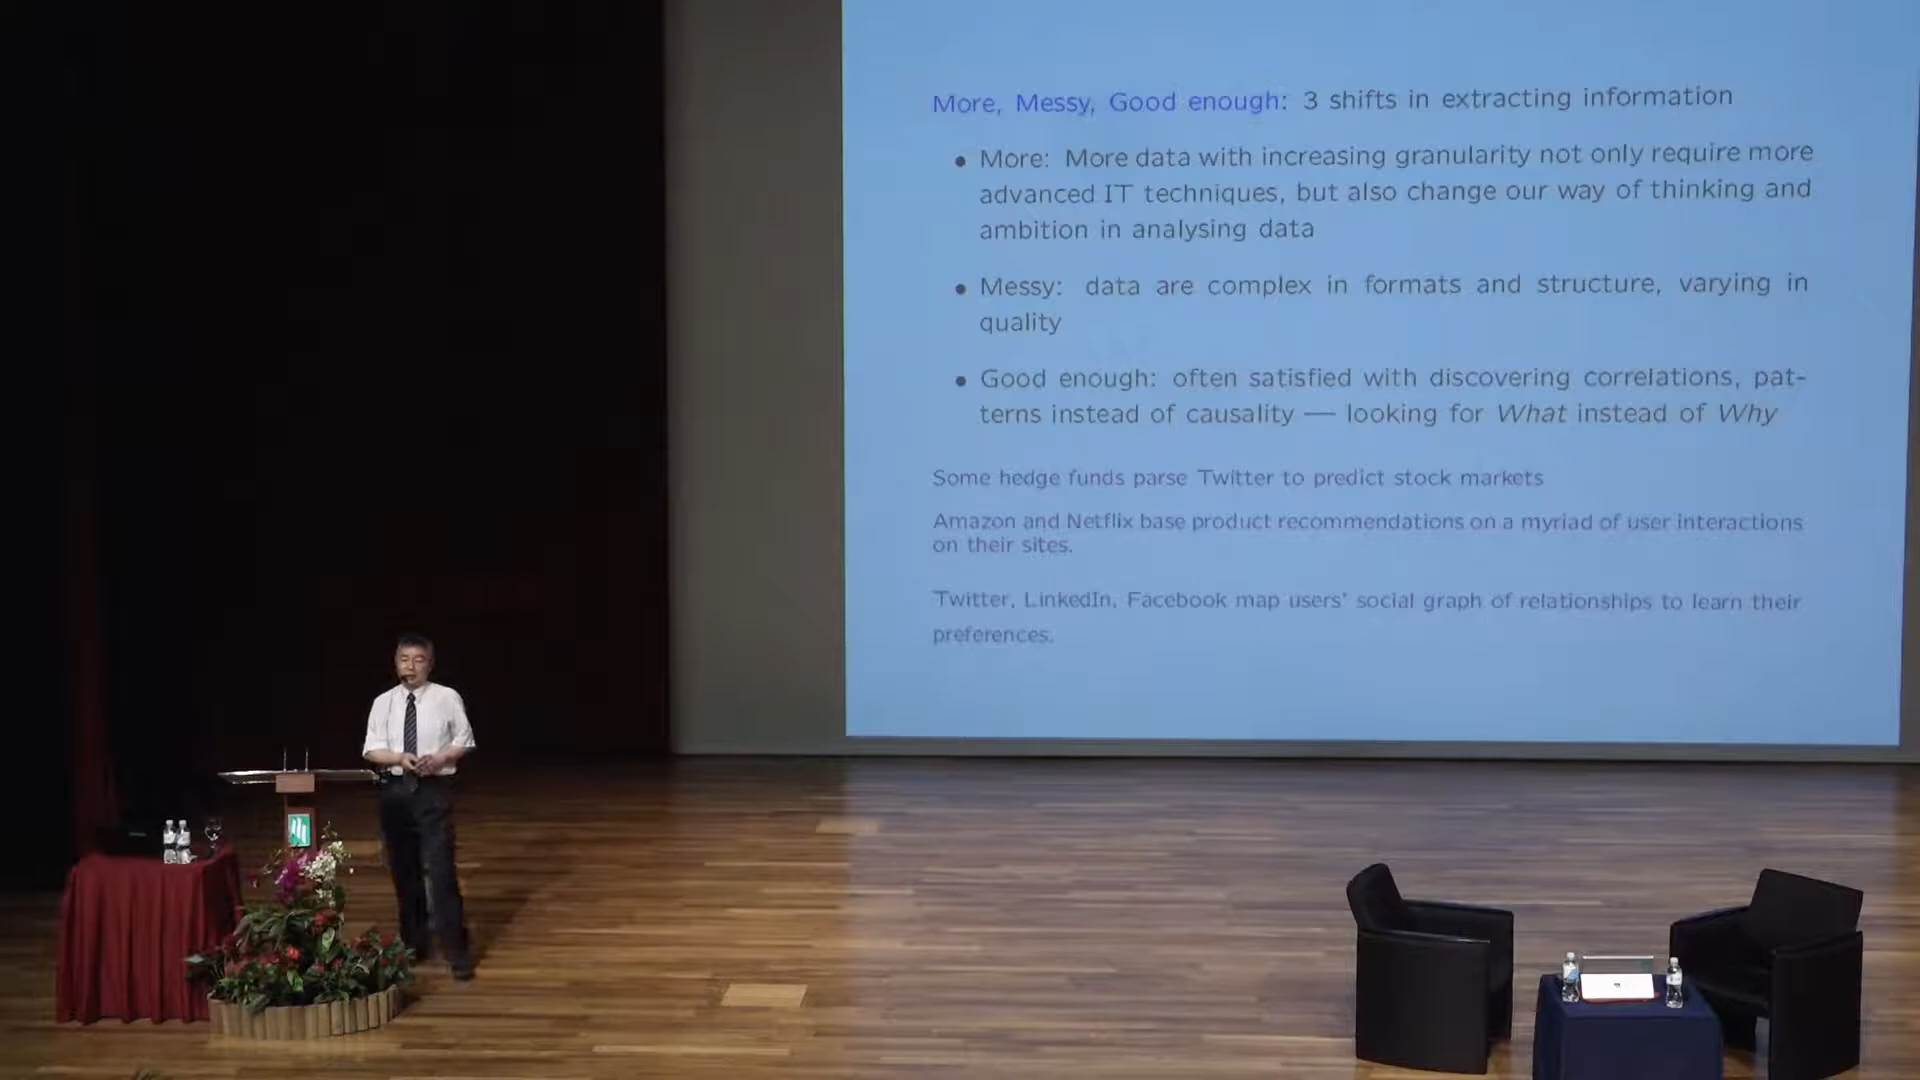 More, Messy, Good enough: 3 shifts in extracting information
• More: More data with increasing granularity not only require more
advanced IT techniques, but also change our way of thinking and
ambition in analysing data
• Messy: data are complex in formats and structure, varying in
quality
• Good enough: often satisfied with discovering correlations, pat-
terns instead of causality — looking for What instead of Why
Some hedge funds parse Twitter to predict stock markets
Amazon and Netflix base product recommendations on a myriad of user interactions
on their sites.
Twitter, LinkedIn, Facebook map users' social graph of relationships to learn their
preferences.